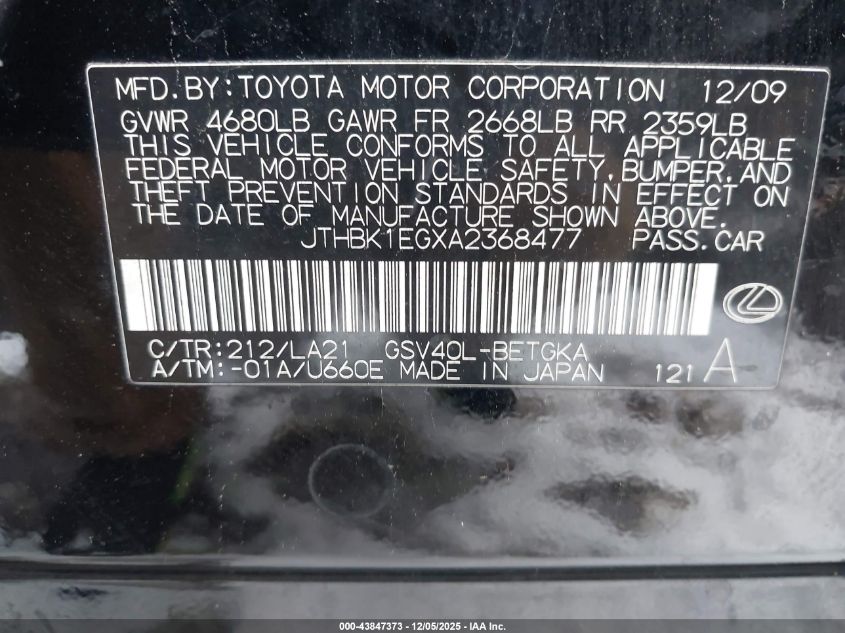 MFD.BY:TOYOTA MOTOR CORPORATION 12/09
GVWR 4680LB GAWR FR 2668LB RR 2359LB
THIS VEHICLE CONFORMS TO ALL APPLICABLE
FEDERAL MOTOR VEHICLE SAFETY,BUMPER,AND
THEFT PREVENTION STANDARDS IN EFFECT ON
THE DATE OF MANUFACTURE SHOWN ABOVE.
JTHBK1EGXA2368477 PASS.CAR
C/TR:212/LA21 GSV40L-BETGKA
A/TM:-01A/U660E MADE IN JAPAN 121 A
000-43847373 - 12/05/2025 - IAA Inc.